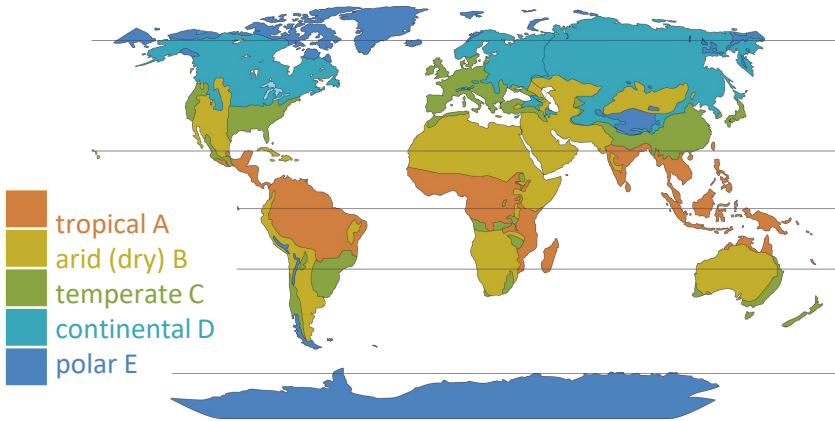 tropical A
arid (dry) B
temperate C
continental D
polar E